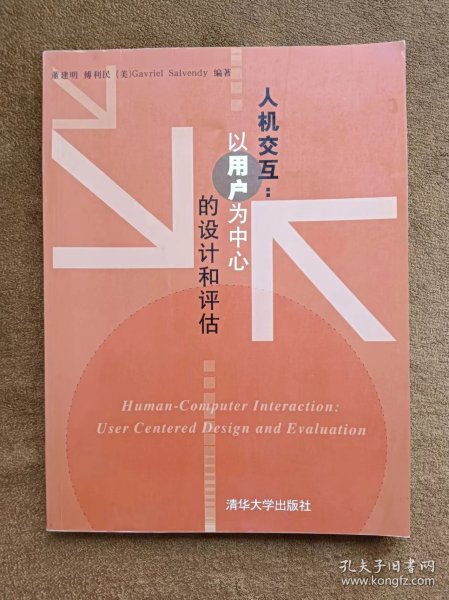 董建明 傅利民 (美)Gavriel Salvendy 编著
人机交互：
以用户为中心
的设计和评估
Human-Computer Interaction:
User Centered Design and Evaluation
清华大学出版社
孔夫子旧书网
www.kongfz.com